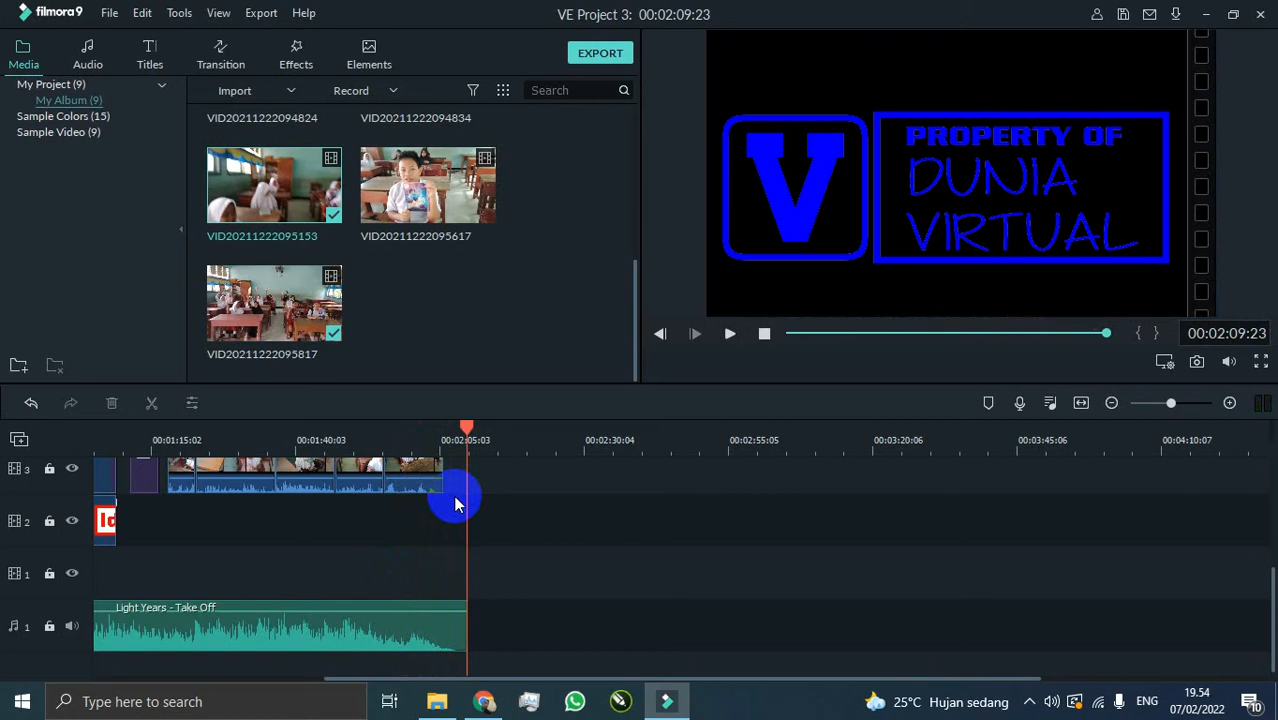 filmora9 File Edit Tools View Export Help VE Project 3: 00:02:09:23
Media Audio Titles Transition Effects Elements EXPORT
My Project (9)
My Album (9)
Sample Colors (15)
Sample Video (9)
Import Record Search
VID20211222094824 VID20211222094834
VID20211222095153 VID20211222095617
VID20211222095817
V PROPERTY OF
DUNIA
VIRTUAL
{ } 00:02:09:23
00:01:15:02 00:01:40:03 00:02:05:03 00:02:30:04 00:02:55:05 00:03:20:06 00:03:45:06 00:04:10:07
3
2 Id
1
Light Years - Take Off
1
Type here to search 25°C Hujan sedang ENG 19.54
07/02/2022 10